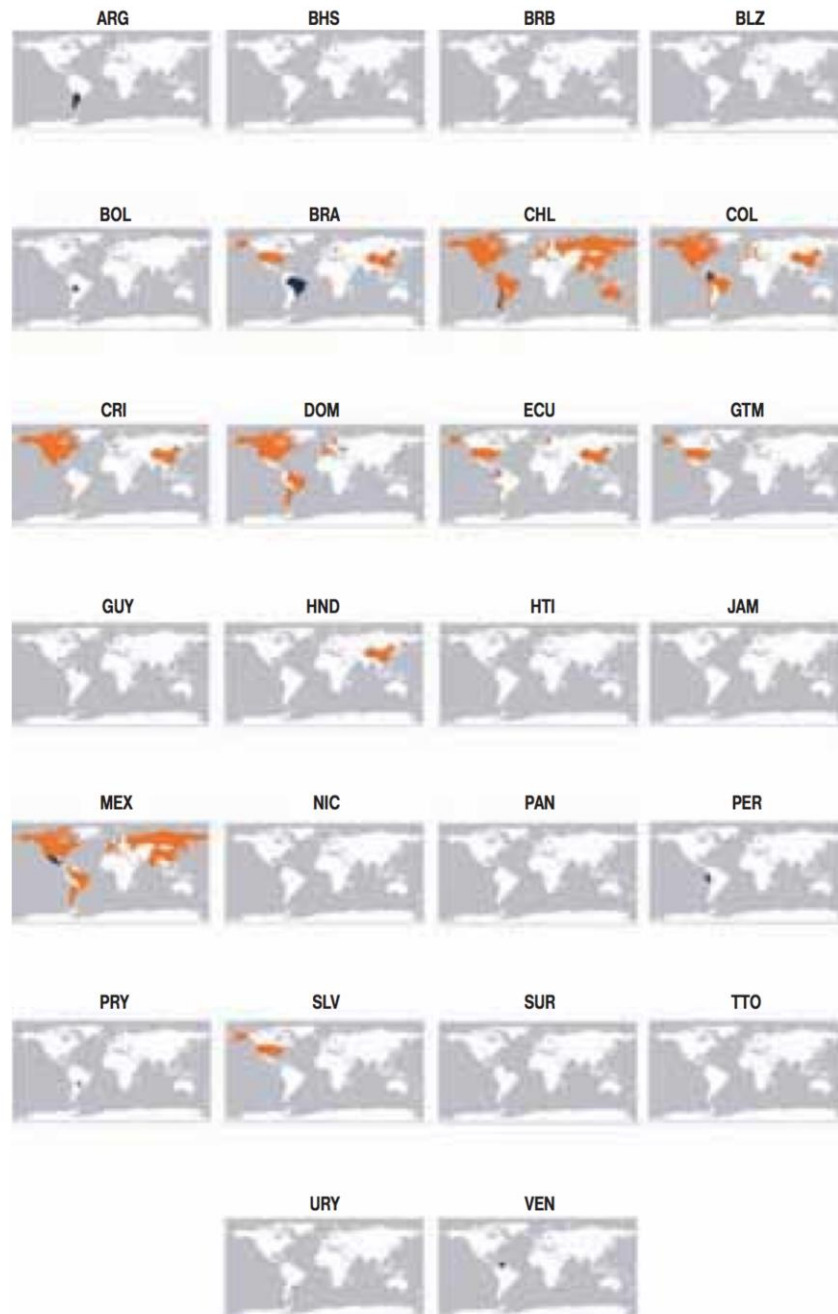 ARG BHS BRB BLZ
BOL BRA CHL COL
CRI DOM ECU GTM
GUY HND HTI JAM
MEX NIC PAN PER
PRY SLV SUR TTO
URY VEN